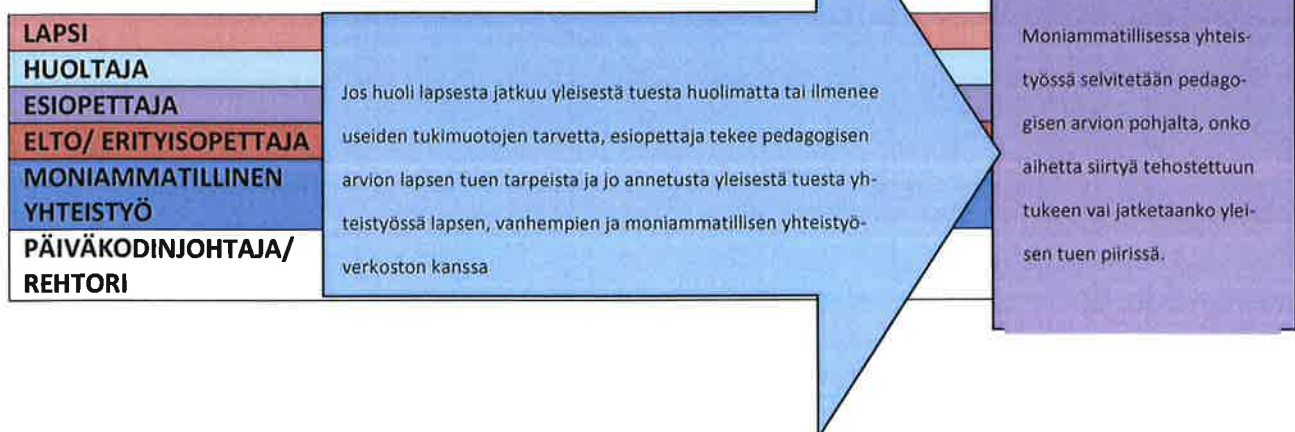 LAPSI
HUOLTAJA
ESIOPETTAJA
ELTO/ ERITYISOPETTAJA
MONIAMMATILLINEN
YHTEISTYÖ
PÄIVÄKODINJOHTAJA/
REHTORI
Jos huoli lapsesta jatkuu yleisestä tuesta huolimatta tai ilmenee
useiden tukimuotojen tarvetta, esiopettaja tekee pedagogisen
arvion lapsen tuen tarpeista ja jo annetusta yleisestä tuesta yh-
teistyössä lapsen, vanhempien ja moniammatilllisen yhteistyö-
verkoston kanssa
Moniammatillisessa yhteis-
työssä selvitetään pedago-
gisen arvion pohjalta, onko
aihetta siirtyä tehostettuun
tukeen vai jatketaanko ylei-
sen tuen piirissä.